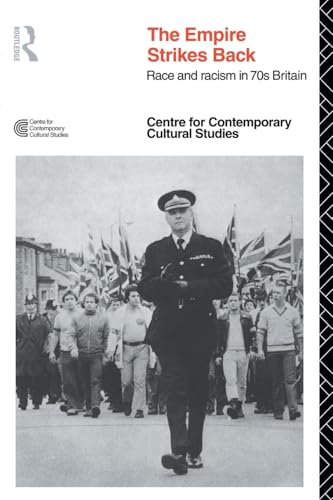 ROUTLEDGE
The Empire
Strikes Back
Race and racism in 70s Britain
Centre for
Contemporary
Cultural Studies
Centre for Contemporary
Cultural Studies